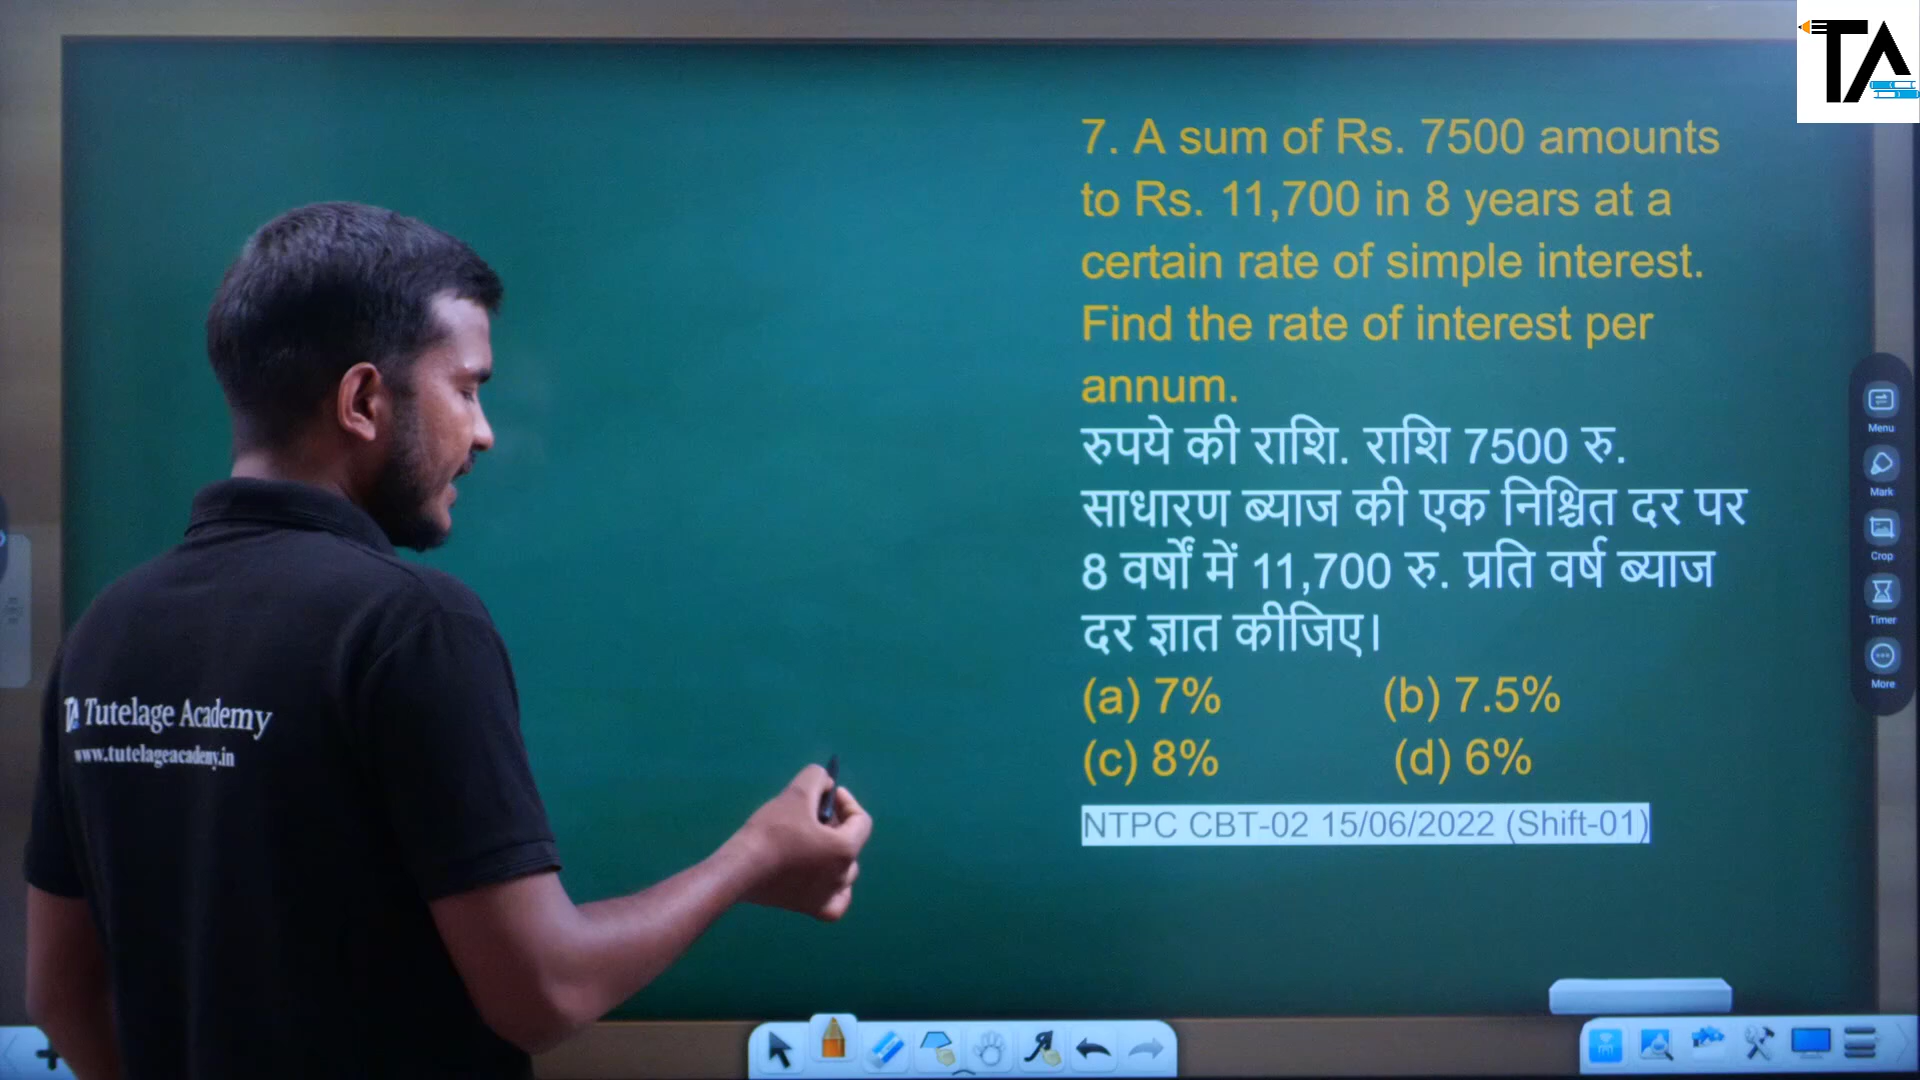 TA
7. A sum of Rs. 7500 amounts
to Rs. 11,700 in 8 years at a
certain rate of simple interest.
Find the rate of interest per
annum.
रुपये की राशि. राशि 7500 रु.
साधारण ब्याज की एक निश्चित दर पर
8 वर्षों में 11,700 रु. प्रति वर्ष ब्याज
दर ज्ञात कीजिए।
(a) 7% (b) 7.5%
(c) 8% (d) 6%
NTPC CBT-02 15/06/2022 (Shift-01)
TA Tutelage Academy
www.tutelageacademy.in
Menu
Mark
Crop
Timer
More